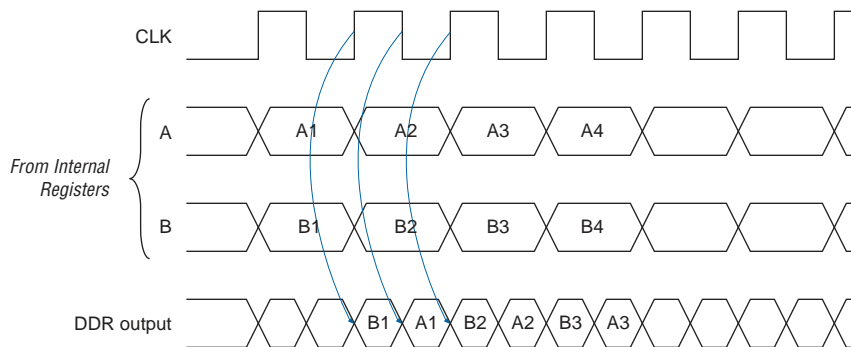 CLK
A
A1 A2 A3 A4
From Internal
Registers
B
B1 B2 B3 B4
DDR output
B1 A1 B2 A2 B3 A3